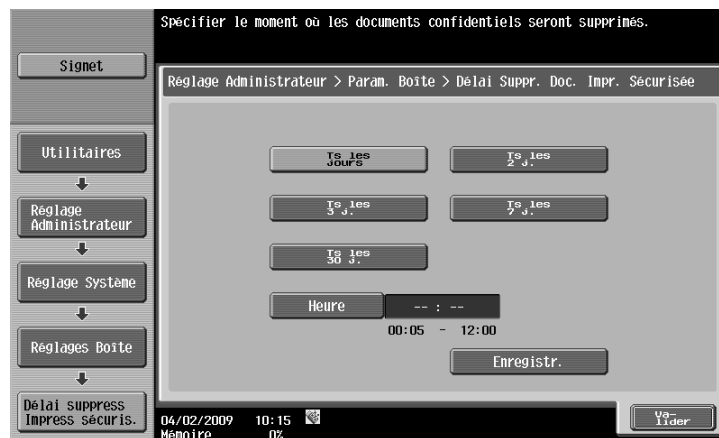 Spécifier le moment où les documents confidentiels seront supprimés.
Signet
Réglage Administrateur > Param. Boîte > Délai Suppr. Doc. Impr. Sécurisée
Utilitaires
Réglage
Administrateur
Réglage Système
Réglages Boîte
Délai suppress
Impress sécuris.
Ts les
Jours
Ts les
2 J.
Ts les
3 J.
Ts les
7 J.
Ts les
30 J.
Heure
-- : --
00:05 - 12:00
Enregistr.
04/02/2009 10:15
Mémoire 0%
Va-
lider